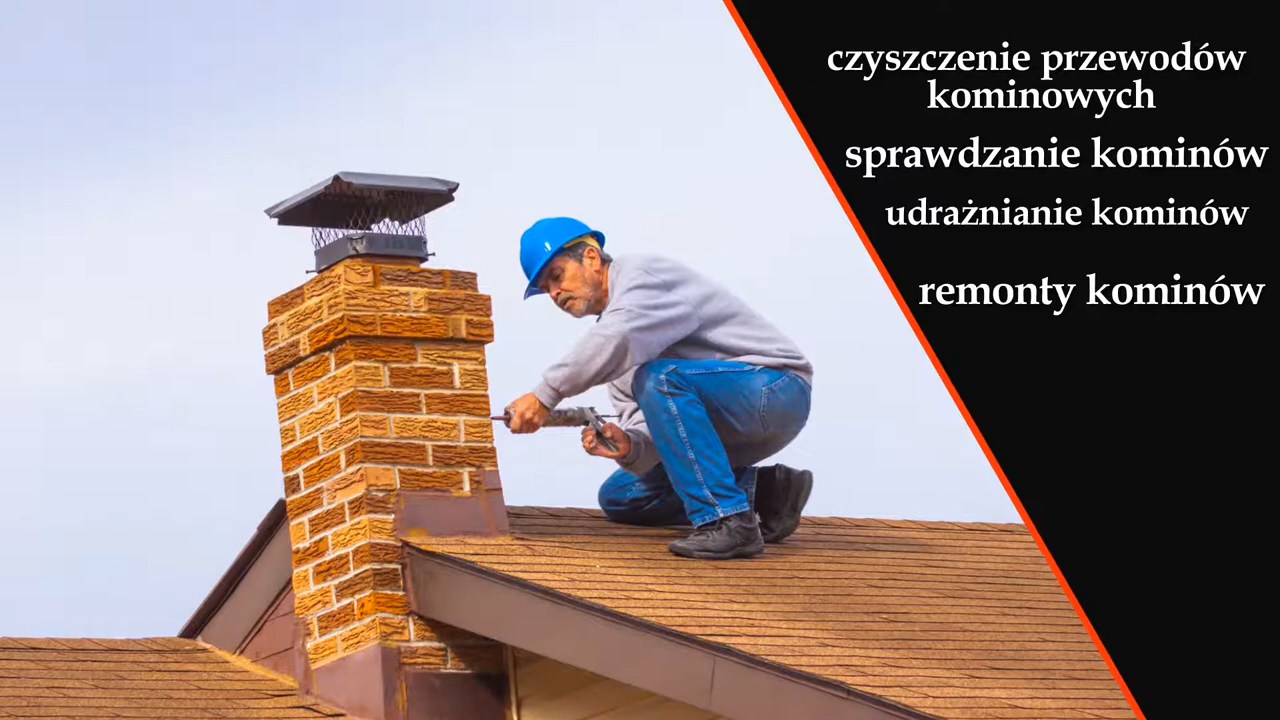 czyszczenie przewodów
kominowych
sprawdzanie kominów
udrażnianie kominów
remonty kominów